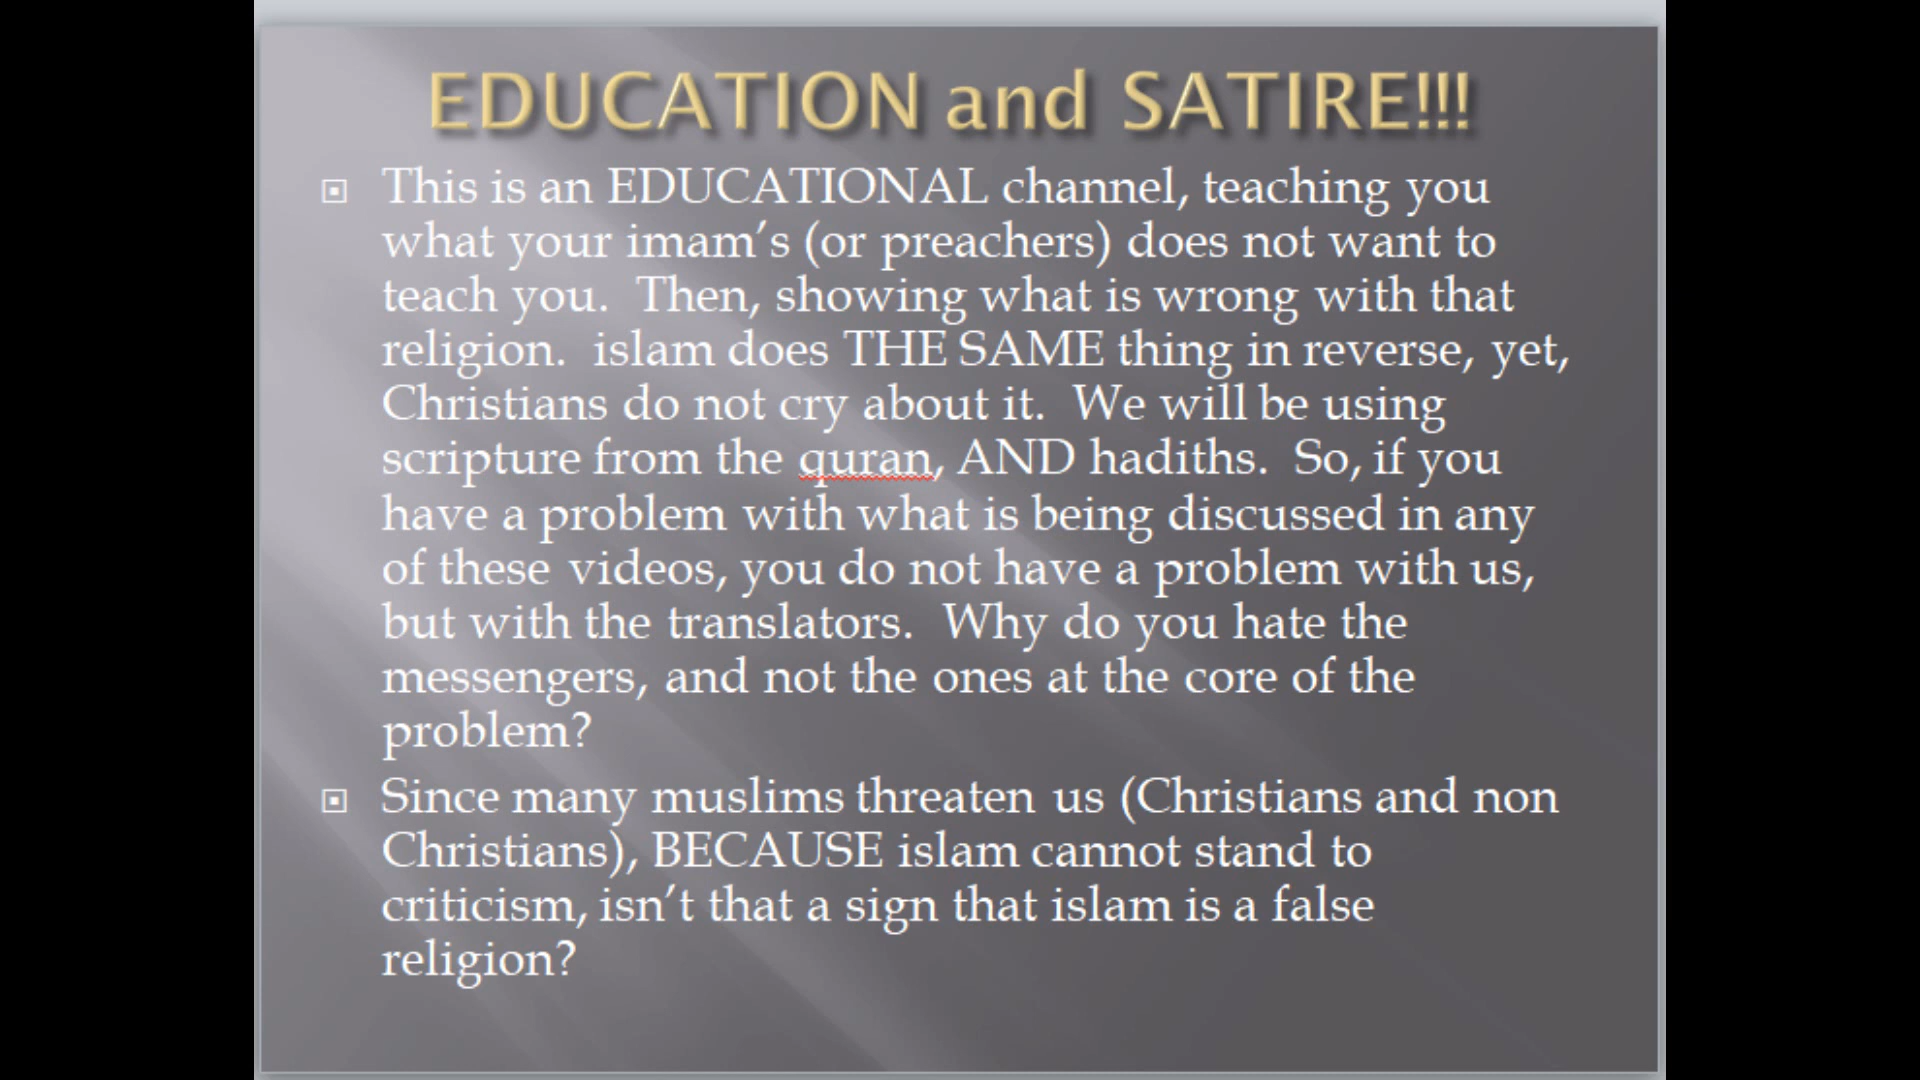 EDUCATION and SATIRE!!!
This is an EDUCATIONAL channel, teaching you
what your imam’s (or preachers) does not want to
teach you.  Then, showing what is wrong with that
religion.  islam does THE SAME thing in reverse, yet,
Christians do not cry about it.  We will be using
scripture from the quran, AND hadiths.  So, if you
have a problem with what is being discussed in any
of these videos, you do not have a problem with us,
but with the translators.  Why do you hate the
messengers, and not the ones at the core of the
problem?
Since many muslims threaten us (Christians and non
Christians), BECAUSE islam cannot stand to
criticism, isn’t that a sign that islam is a false
religion?